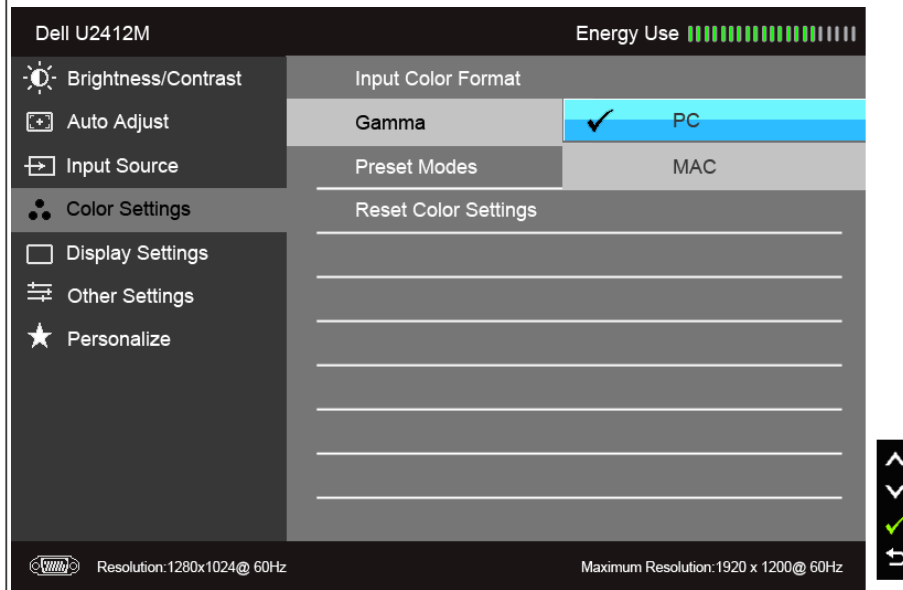 Dell U2412M
Energy Use
Brightness/Contrast
Auto Adjust
Input Source
Color Settings
Display Settings
Other Settings
Personalize
Input Color Format
Gamma
Preset Modes
Reset Color Settings
PC
MAC
Resolution:1280x1024@ 60Hz
Maximum Resolution:1920 x 1200@ 60Hz